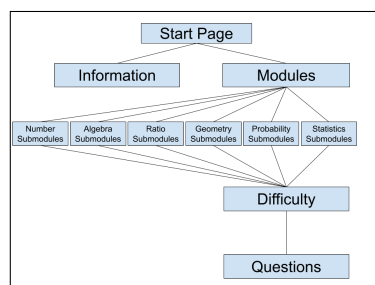 Start Page
Information
Modules
Number
Submodules
Algebra
Submodules
Ratio
Submodules
Geometry
Submodules
Probability
Submodules
Statistics
Submodules
Difficulty
Questions